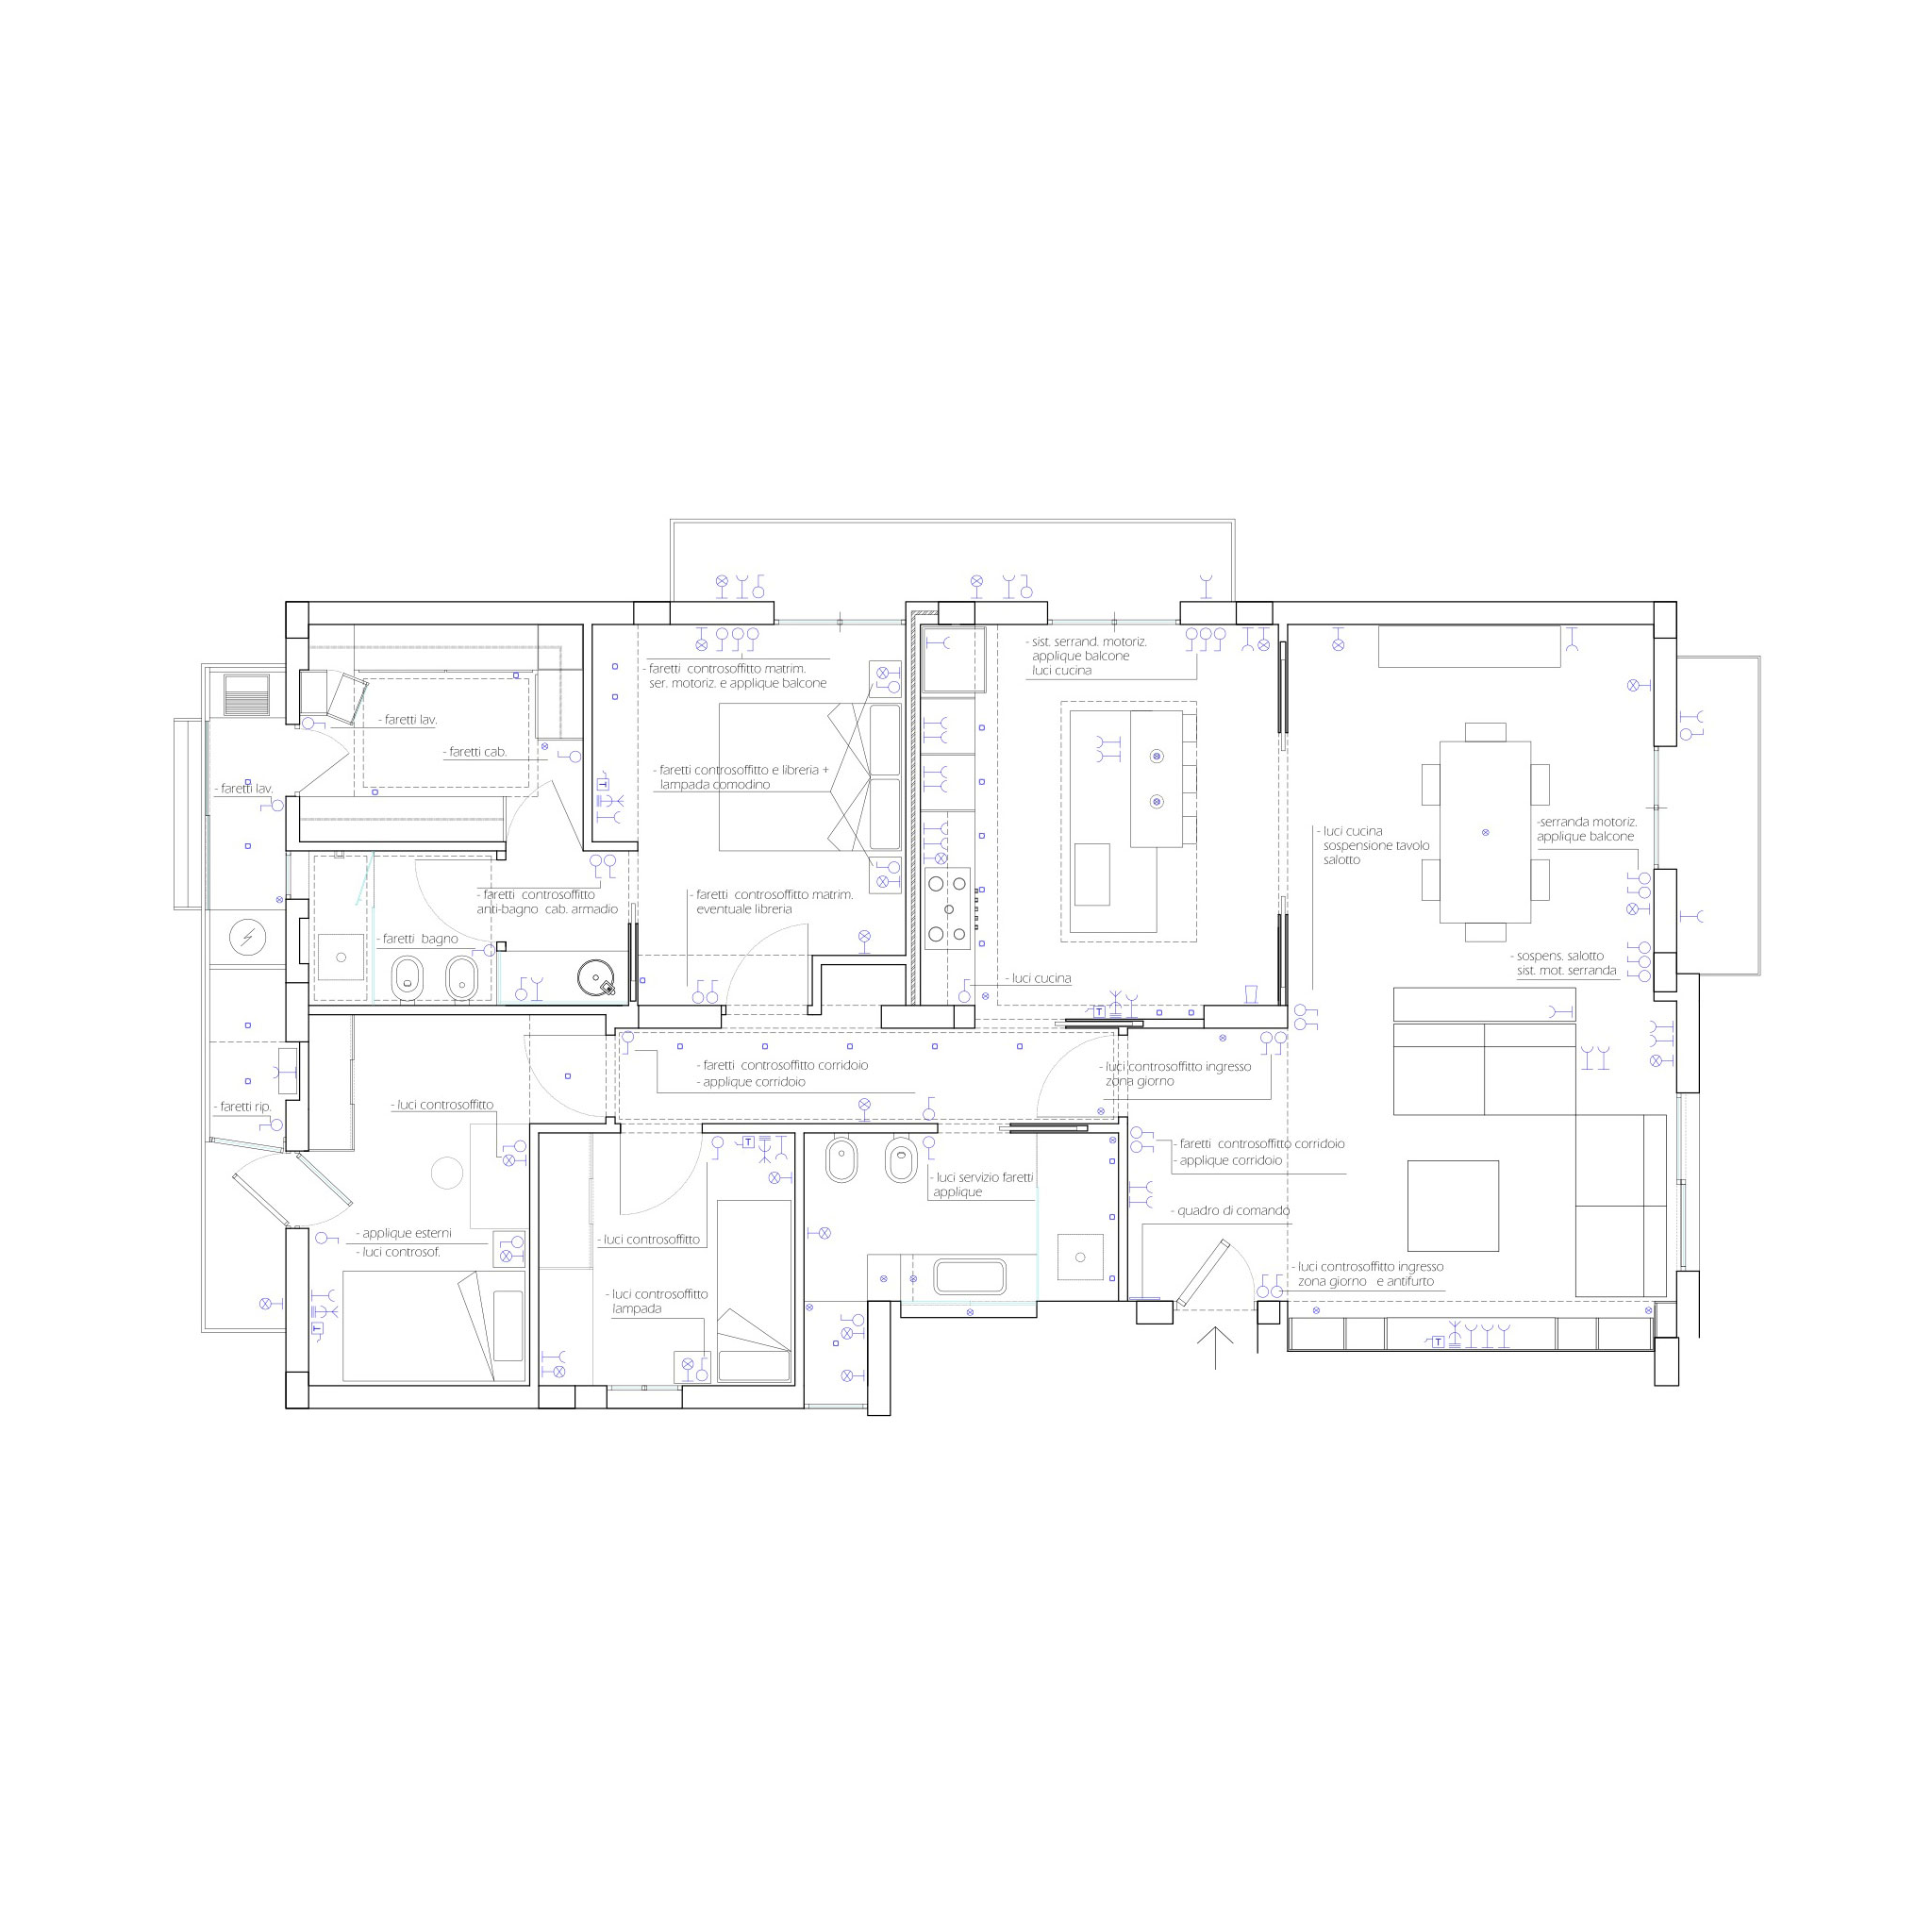 - sist. serrand. motoriz.
applique balcone
luci cucina
- faretti controsoffitto matrim.
ser. motoriz. e applique balcone
- faretti lav.
- faretti cab.
- faretti controsoffitto e libreria +
lampada comodino
- faretti lav.
- luci cucina
sospensione tavolo
salotto
-serranda motoriz.
applique balcone
- faretti controsoffitto
anti-bagno cab. armadio
- faretti controsoffitto matrim.
eventuale libreria
- faretti bagno
- sospens. salotto
sist. mot. serranda
- luci cucina
T
T
- faretti controsoffitto corridoio
- applique corridoio
- luci controsoffitto ingresso
zona giorno
- faretti rip.
- luci controsoffitto
T
- faretti controsoffitto corridoio
- applique corridoio
- luci servizio faretti
applique
- quadro di comando
- applique esterni
- luci controsof.
- luci controsoffitto
- luci controsoffitto ingresso
zona giorno e antifurto
- luci controsoffitto
lampada
T
T